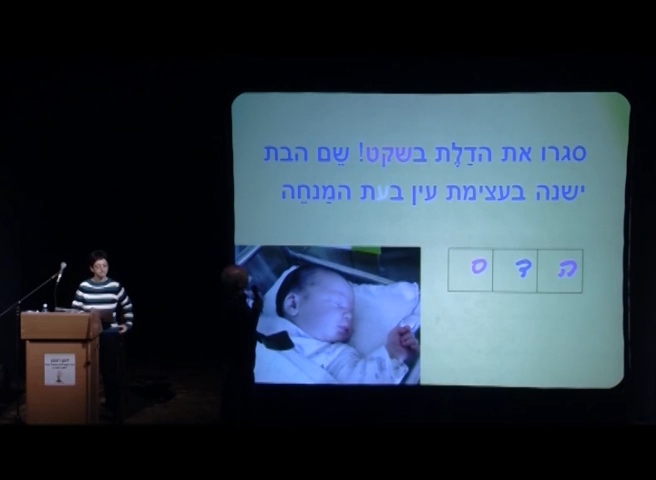 סגרו את הדַלֶת בשקט! שֵם הבת
ישנה בעצימת עין בעת המַנחֵה
ה ד ס